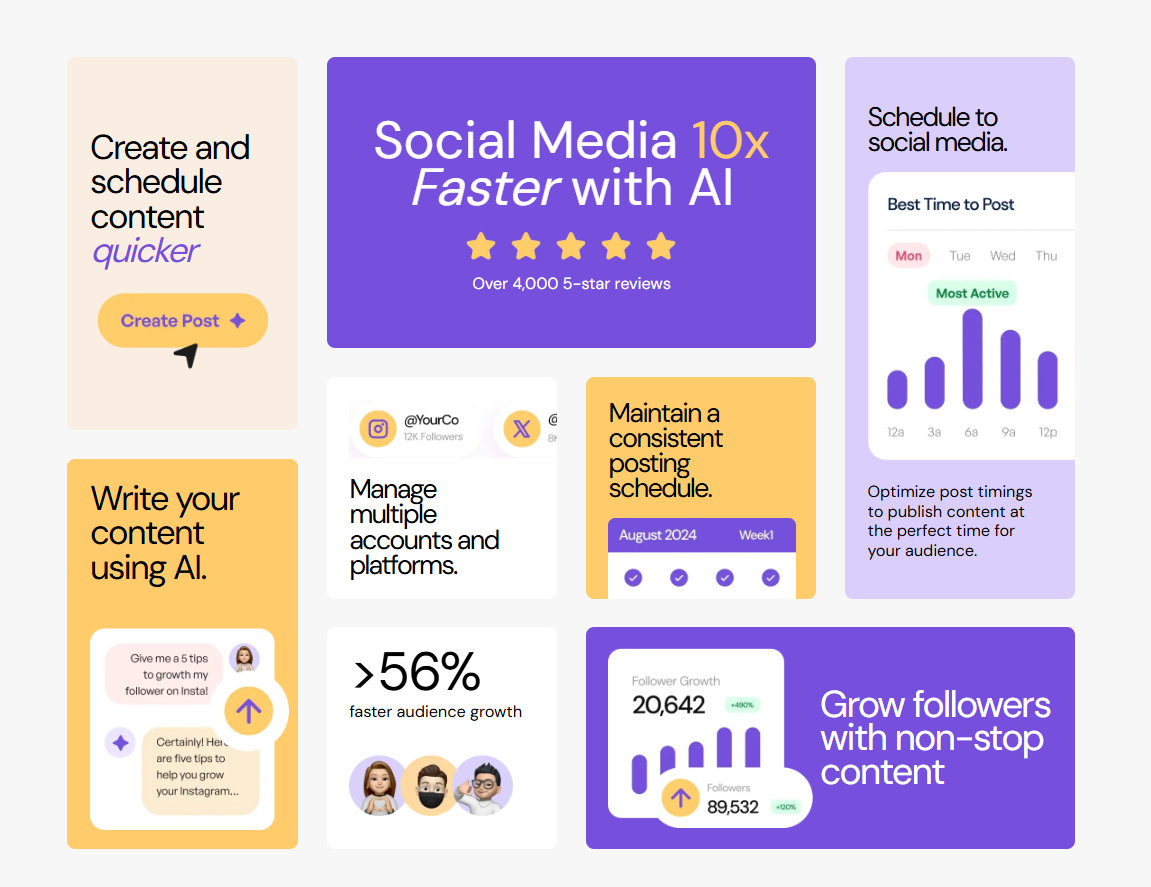 Create and
schedule
content
quicker
Create Post
Social Media 10x
Faster with AI
Over 4,000 5-star reviews
Schedule to
social media.
Best Time to Post
Mon Tue Wed Thu
Most Active
12a 3a 6a 9a 12p
Optimize post timings
to publish content at
the perfect time for
your audience.
@YourCo
12K Followers
@
8K
Manage
multiple
accounts and
platforms.
Maintain a
consistent
posting
schedule.
August 2024 Week1
Write your
content
using AI.
Give me a 5 tips
to growth my
follower on Insta!
Certainly! Here
are five tips to
help you grow
your Instagram...
>56%
faster audience growth
Follower Growth
20,642 +490%
Followers
89,532 +120%
Grow followers
with non-stop
content